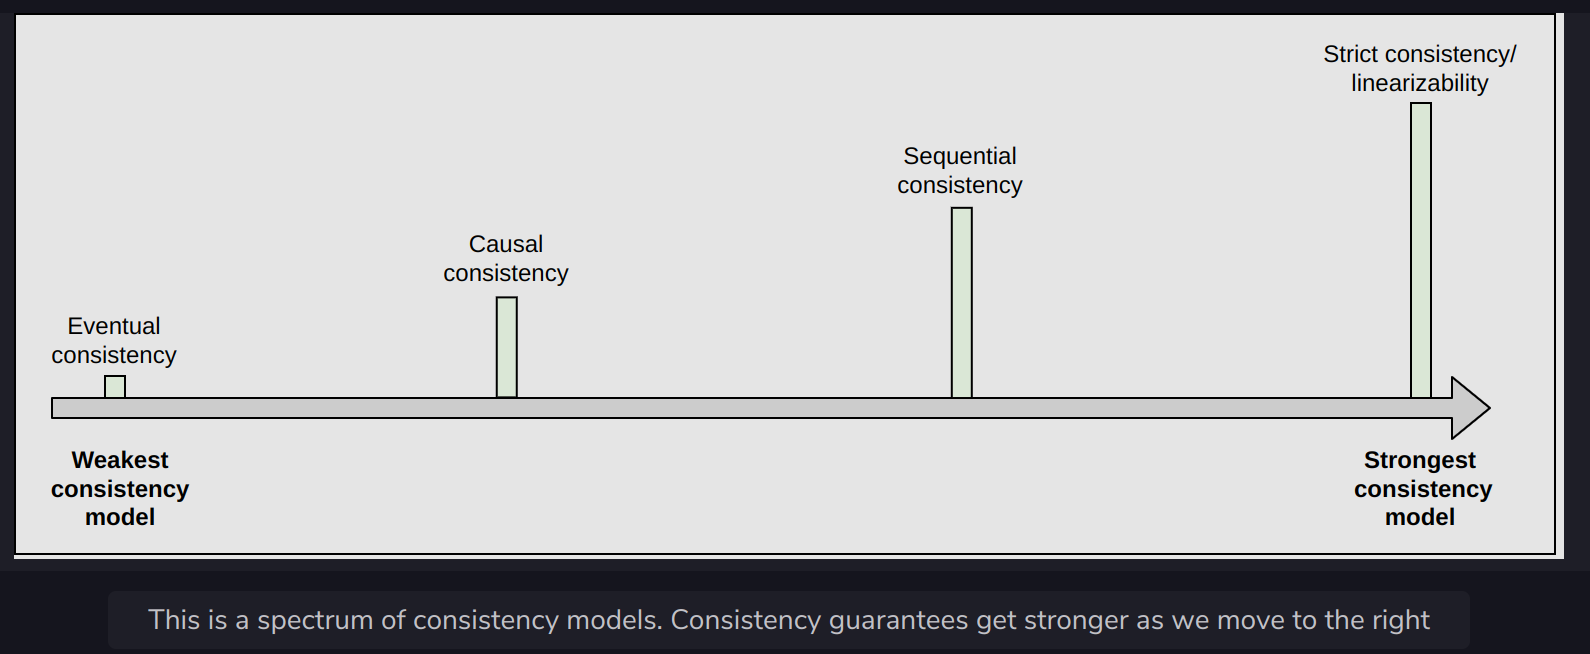 Strict consistency/
linearizability
Sequential
consistency
Causal
consistency
Eventual
consistency
Weakest
consistency
model
Strongest
consistency
model
This is a spectrum of consistency models. Consistency guarantees get stronger as we move to the right